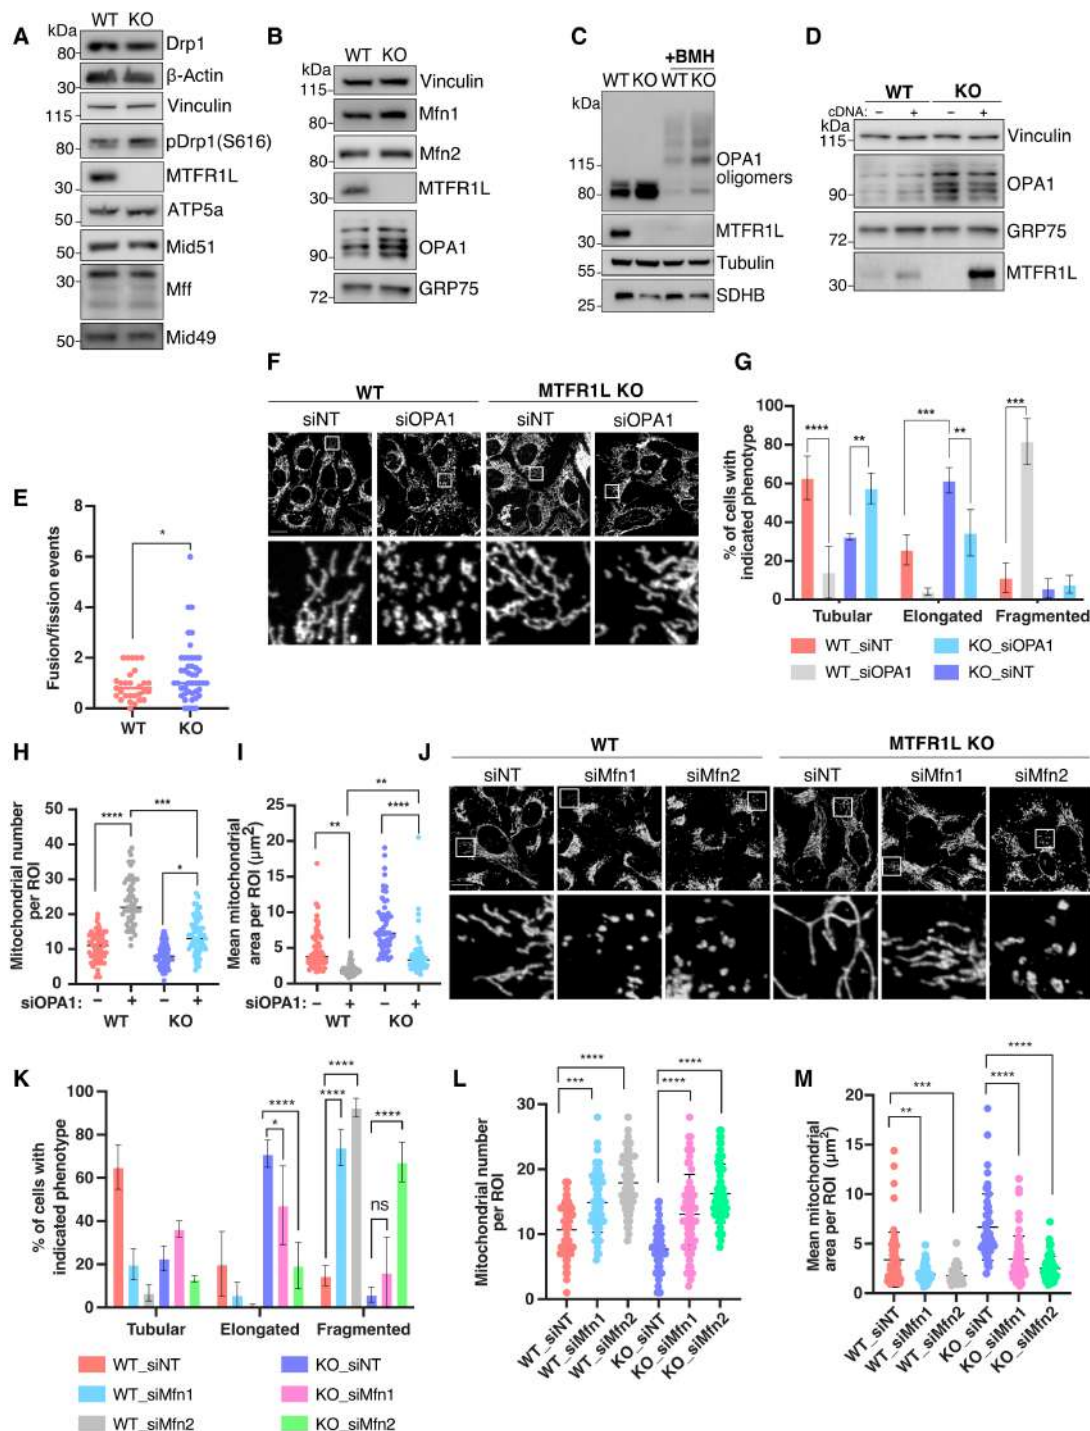 A
WT KO
kDa
80-
Drp1
30-
β-Actin
115-
Vinculin
80-
pDrp1(S616)
30-
MTFR1L
50-
ATP5a
50-
Mid51
30-
Mff
50-
Mid49
B
WT KO
kDa
115-
Vinculin
80-
Mfn1
80-
Mfn2
30-
MTFR1L
90-
OPA1
72-
GRP75
C
+BMH
WT KO WT KO
kDa
115-
80-
OPA1
oligomers
30-
MTFR1L
55-
Tubulin
25-
SDHB
D
WT KO
cDNA: – + – +
kDa
115-
Vinculin
90-
OPA1
72-
GRP75
30-
MTFR1L
E
Fusion/fission events
8
6
4
2
0
*
WT KO
F
WT MTFR1L KO
siNT siOPA1 siNT siOPA1
G
% of cells with
indicated phenotype
100
80
60
40
20
0
**** ** *** ** ***
Tubular Elongated Fragmented
WT_siNT KO_siOPA1
WT_siOPA1 KO_siNT
H
Mitochondrial number
per ROI
50
40
30
20
10
0
**** *** *
siOPA1: – + – +
WT KO
I
Mean mitochondrial
area per ROI (µm²)
25
20
15
10
5
0
** ** ****
– + – +
WT KO
J
WT MTFR1L KO
siNT siMfn1 siMfn2 siNT siMfn1 siMfn2
K
% of cells with
indicated phenotype
100
80
60
40
20
0
**** * **** **** ns ****
Tubular Elongated Fragmented
WT_siNT KO_siNT
WT_siMfn1 KO_siMfn1
WT_siMfn2 KO_siMfn2
L
Mitochondrial number
per ROI
30
20
10
0
*** **** **** ****
WT_siNT
WT_siMfn1
WT_siMfn2
KO_siNT
KO_siMfn1
KO_siMfn2
M
Mean mitochondrial
area per ROI (µm²)
20
15
10
5
0
** *** **** ****
WT_siNT
WT_siMfn1
WT_siMfn2
KO_siNT
KO_siMfn1
KO_siMfn2